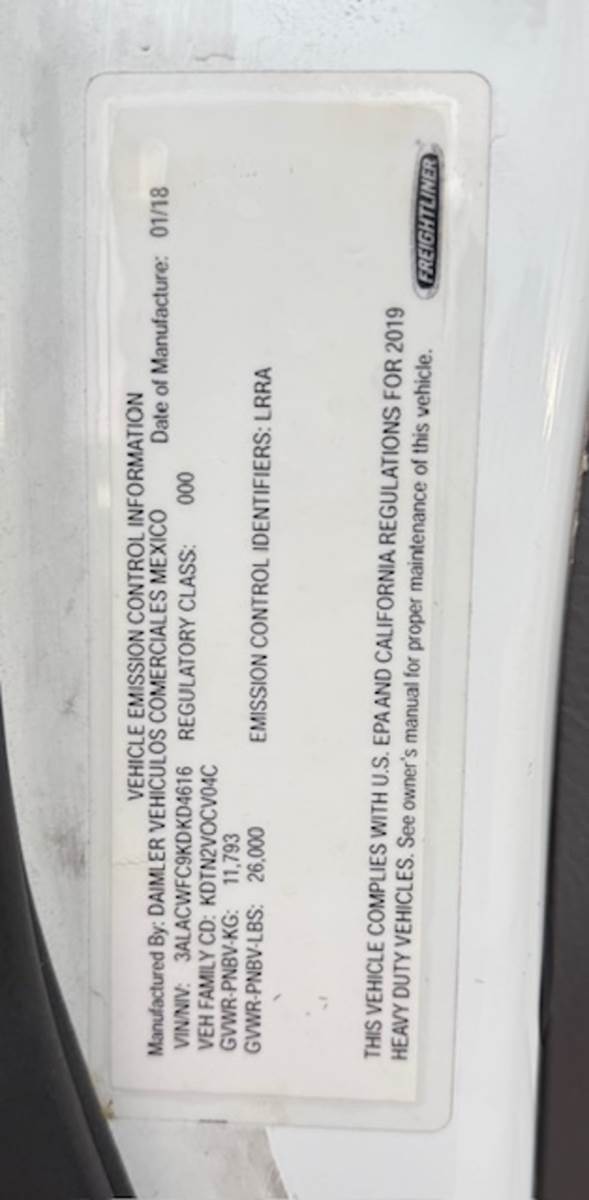 VEHICLE EMISSION CONTROL INFORMATION
Manufactured By: DAIMLER VEHICULOS COMERCIALES MEXICO Date of Manufacture: 01/18
VIN/NIV: 3ALACWFC9KDKD4616 REGULATORY CLASS: 000
VEH FAMILY CD: KDTN2VOCV04C
GVWR-PNBV-KG: 11,793
GVWR-PNBV-LBS: 26,000 EMISSION CONTROL IDENTIFIERS: LRRA
THIS VEHICLE COMPLIES WITH U.S. EPA AND CALIFORNIA REGULATIONS FOR 2019
HEAVY DUTY VEHICLES. See owner's manual for proper maintenance of this vehicle.
FREIGHTLINER